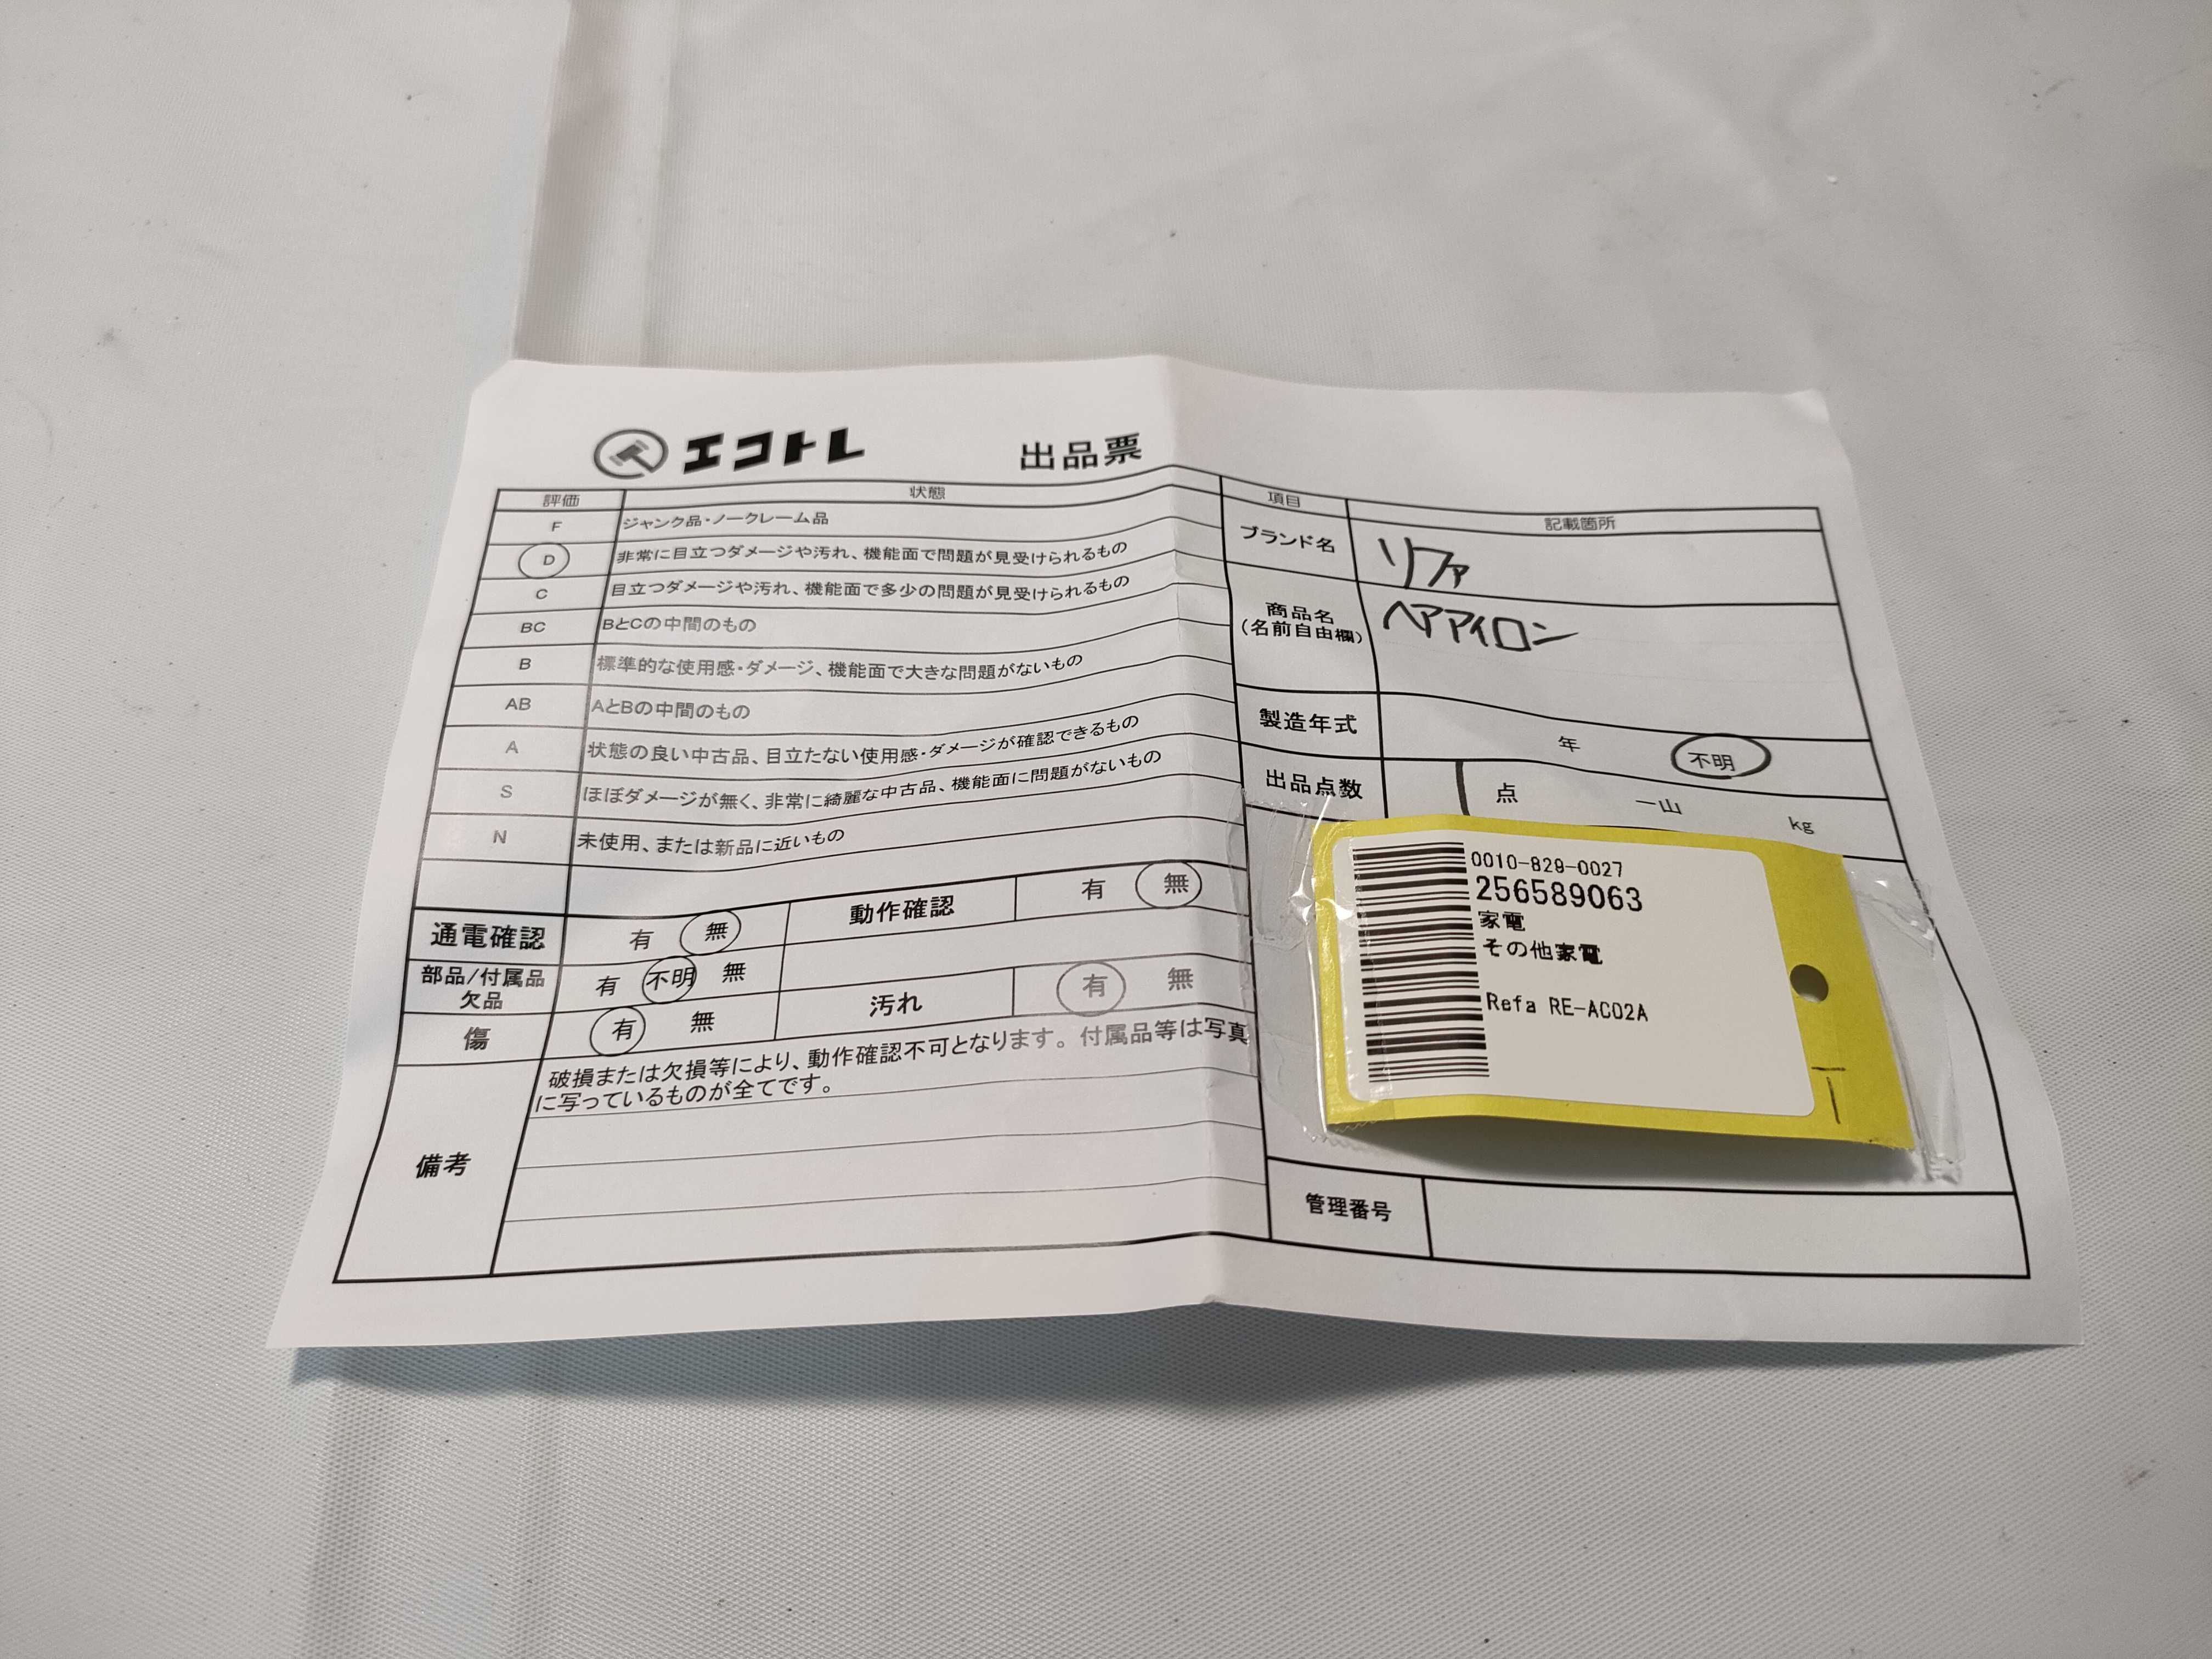 エコトレ 出品票
評価 状態
F ジャンク品・ノークレーム品
D 非常に目立つダメージや汚れ、機能面で問題が見受けられるもの
C 目立つダメージや汚れ、機能面で多少の問題が見受けられるもの
BC BとCの中間のもの
B 標準的な使用感・ダメージ、機能面で大きな問題がないもの
AB AとBの中間のもの
A 状態の良い中古品、目立たない使用感・ダメージが確認できるもの
S ほぼダメージが無く、非常に綺麗な中古品、機能面に問題がないもの
N 未使用、または新品に近いもの
通電確認 有 無 動作確認 有 無
部品/付属品
欠品 有 不明 無
傷 有 無 汚れ 有 無
備考
破損または欠損等により、動作確認不可となります。付属品等は写真
に写っているものが全てです。
項目 記載箇所
ブランド名 リファ
商品名
(名前自由欄) ヘアアイロン
製造年式 年 不明
出品点数 1 点 一山 kg
0010-829-0027
256589063
家電
その他家電
Refa RE-AC02A
管理番号